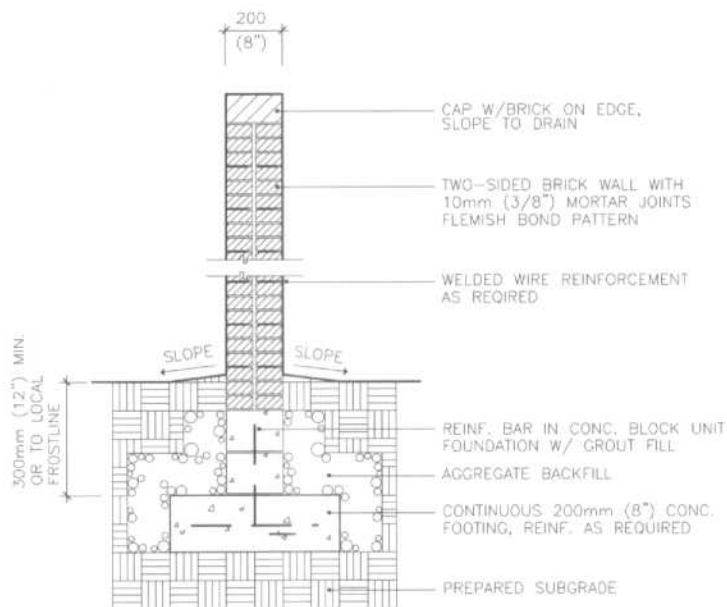 200
(8")
CAP W/BRICK ON EDGE,
SLOPE TO DRAIN
TWO-SIDED BRICK WALL WITH
10mm (3/8") MORTAR JOINTS
FLEMISH BOND PATTERN
WELDED WIRE REINFORCEMENT
AS REQIRED
SLOPE
SLOPE
300mm (12") MIN.
OR TO LOCAL
FROSTLINE
REINF. BAR IN CONC. BLOCK UNIT
FOUNDATION W/ GROUT FILL
AGGREGATE BACKFILL
CONTINUOUS 200mm (8") CONC.
FOOTING, REINF. AS REQUIRED
PREPARED SUBGRADE